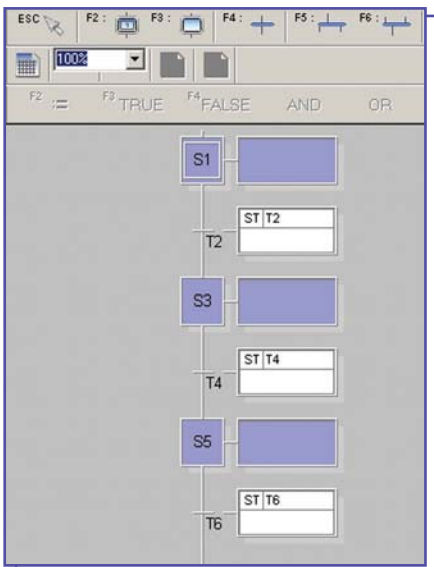 ESC F2: F3: F4: F5: F6:
100%
F2 := F3 TRUE F4 FALSE AND OR
S1
ST T2
T2
S3
ST T4
T4
S5
ST T6
T6